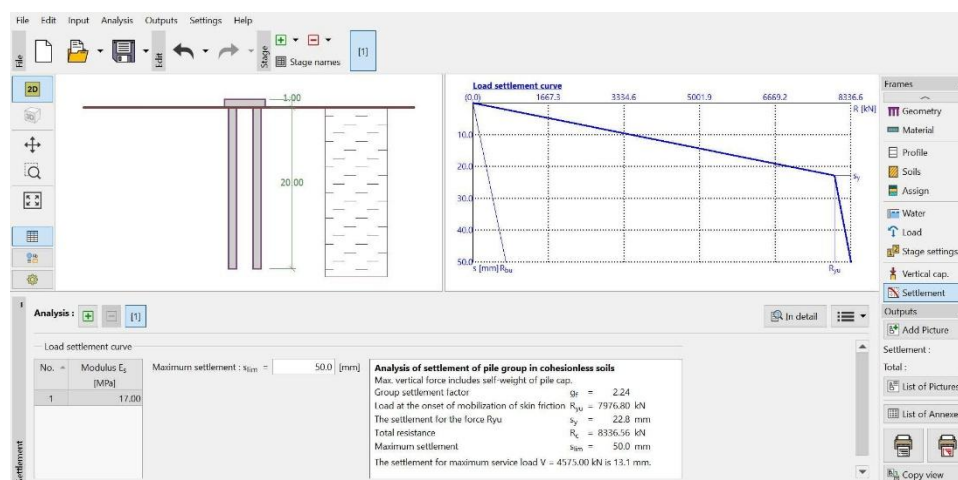 File Edit Input Analysis Outputs Settings Help
File
Edit
Stage
Stage names
[1]
2D
3D
1.00
20.00
Load settlement curve
(0.0) 1667.3 3334.6 5001.9 6669.2 8336.6
R [kN]
10.0
20.0
30.0
40.0
50.0
s [mm] Rbu
sy
Ryu
Frames
Geometry
Material
Profile
Soils
Assign
Water
Load
Stage settings
Vertical cap.
Settlement
Outputs
Add Picture
Settlement :
Total :
List of Pictures
List of Annexe
Copy view
Analysis : [1]
In detail
Load settlement curve
No. Modulus Es
[MPa]
1 17.00
Maximum settlement : slim = 50.0 [mm]
Analysis of settlement of pile group in cohesionless soils
Max. vertical force includes self-weight of pile cap.
Group settlement factor gf = 2.24
Load at the onset of mobilization of skin friction Ryu = 7976.80 kN
The settlement for the force Ryu sy = 22.8 mm
Total resistance Rc = 8336.56 kN
Maximum settlement slim = 50.0 mm
The settlement for maximum service load V = 4575.00 kN is 13.1 mm.